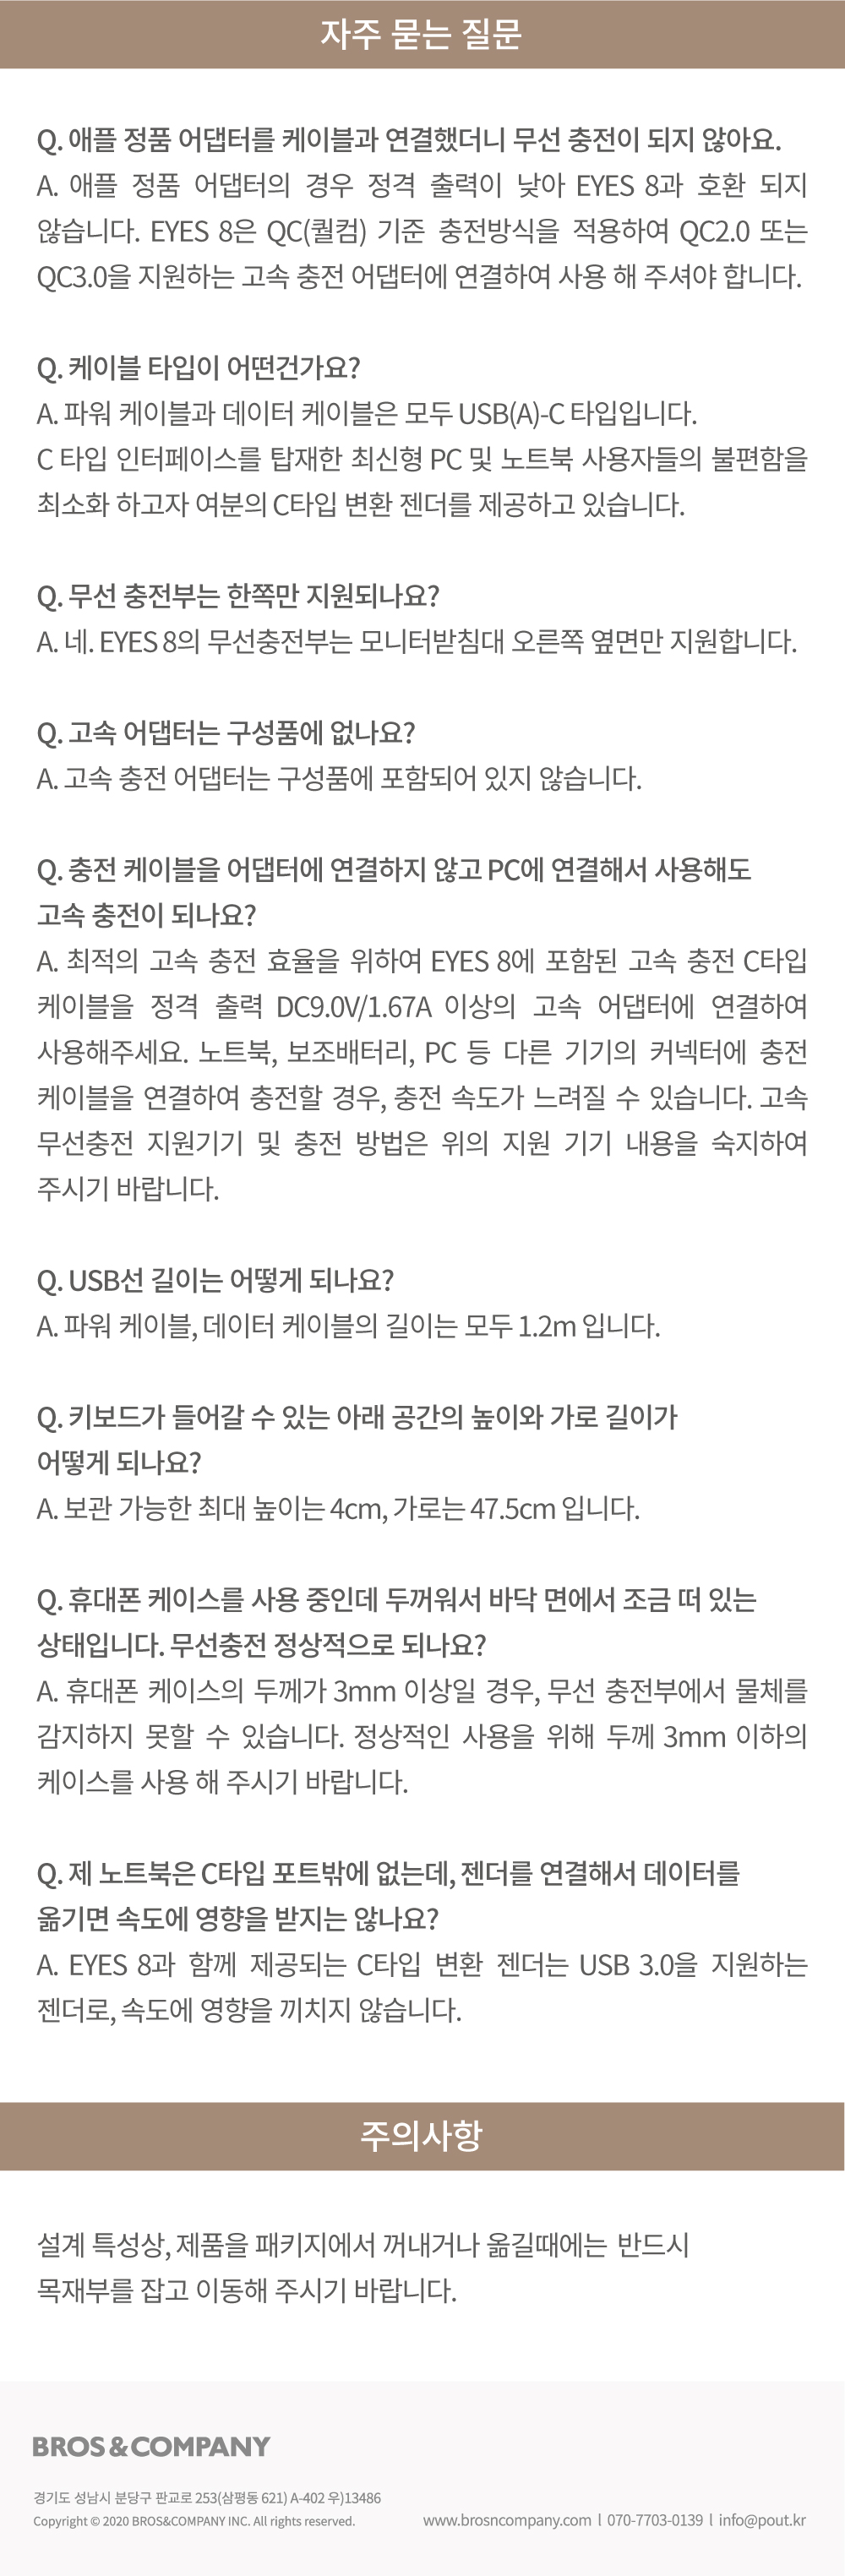 자주 묻는 질문
Q. 애플 정품 어댑터를 케이블과 연결했더니 무선 충전이 되지 않아요.
A. 애플 정품 어댑터의 경우 정격 출력이 낮아 EYES 8과 호환 되지
않습니다. EYES 8은 QC(퀄컴) 기준 충전방식을 적용하여 QC2.0 또는
QC3.0을 지원하는 고속 충전 어댑터에 연결하여 사용 해 주셔야 합니다.
Q. 케이블 타입이 어떤건가요?
A. 파워 케이블과 데이터 케이블은 모두 USB(A)-C 타입입니다.
C 타입 인터페이스를 탑재한 최신형 PC 및 노트북 사용자들의 불편함을
최소화 하고자 여분의 C타입 변환 젠더를 제공하고 있습니다.
Q. 무선 충전부는 한쪽만 지원되나요?
A. 네. EYES 8의 무선충전부는 모니터받침대 오른쪽 옆면만 지원합니다.
Q. 고속 어댑터는 구성품에 없나요?
A. 고속 충전 어댑터는 구성품에 포함되어 있지 않습니다.
Q. 충전 케이블을 어댑터에 연결하지 않고 PC에 연결해서 사용해도
고속 충전이 되나요?
A. 최적의 고속 충전 효율을 위하여 EYES 8에 포함된 고속 충전 C타입
케이블을 정격 출력 DC9.0V/1.67A 이상의 고속 어댑터에 연결하여
사용해주세요. 노트북, 보조배터리, PC 등 다른 기기의 커넥터에 충전
케이블을 연결하여 충전할 경우, 충전 속도가 느려질 수 있습니다. 고속
무선충전 지원기기 및 충전 방법은 위의 지원 기기 내용을 숙지하여
주시기 바랍니다.
Q. USB선 길이는 어떻게 되나요?
A. 파워 케이블, 데이터 케이블의 길이는 모두 1.2m 입니다.
Q. 키보드가 들어갈 수 있는 아래 공간의 높이와 가로 길이가
어떻게 되나요?
A. 보관 가능한 최대 높이는 4cm, 가로는 47.5cm 입니다.
Q. 휴대폰 케이스를 사용 중인데 두꺼워서 바닥 면에서 조금 떠 있는
상태입니다. 무선충전 정상적으로 되나요?
A. 휴대폰 케이스의 두께가 3mm 이상일 경우, 무선 충전부에서 물체를
감지하지 못할 수 있습니다. 정상적인 사용을 위해 두께 3mm 이하의
케이스를 사용 해 주시기 바랍니다.
Q. 제 노트북은 C타입 포트밖에 없는데, 젠더를 연결해서 데이터를
옮기면 속도에 영향을 받지는 않나요?
A. EYES 8과 함께 제공되는 C타입 변환 젠더는 USB 3.0을 지원하는
젠더로, 속도에 영향을 끼치지 않습니다.
주의사항
설계 특성상, 제품을 패키지에서 꺼내거나 옮길때에는 반드시
목재부를 잡고 이동해 주시기 바랍니다.
BROS & COMPANY
경기도 성남시 분당구 판교로 253(삼평동 621) A-402 우)13486
Copyright © 2020 BROS&COMPANY INC. All rights reserved.
www.brosncompany.com l 070-7703-0139 l info@pout.kr